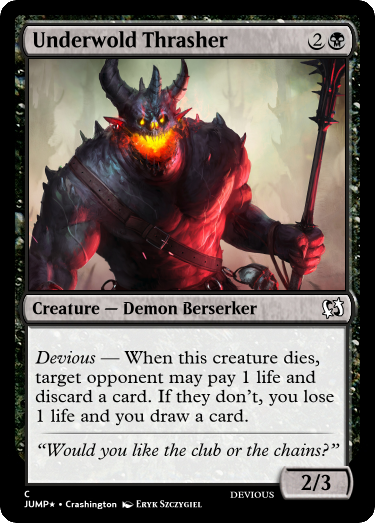 Underwold Thrasher 2
Creature — Demon Berserker
Devious — When this creature dies,
target opponent may pay 1 life and
discard a card. If they don’t, you lose
1 life and you draw a card.
“Would you like the club or the chains?”
2/3
C
DEVIOUS
JUMP★ • Crashington Eryk Szczygiel